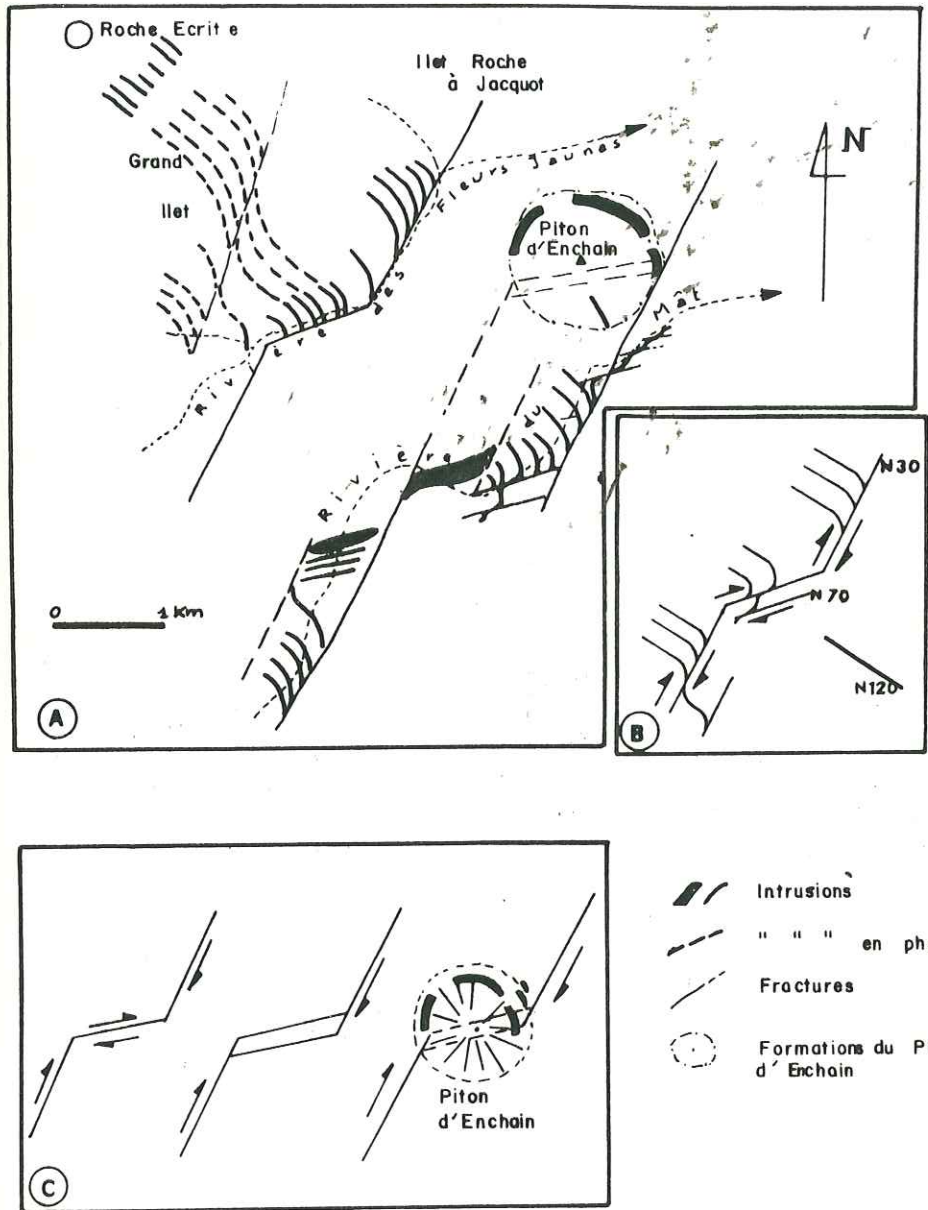 Roche Ecrite
Ilet Roche
à Jacquot
Grand
Ilet
Rivière des Fleurs Jaunes
N
Piton
d'Enchain
Rivière du Mât
0 1 Km
A
N30
N70
N120
B
Piton
d'Enchain
C
Intrusions
" " " en ph
Fractures
Formations du P
d'Enchain